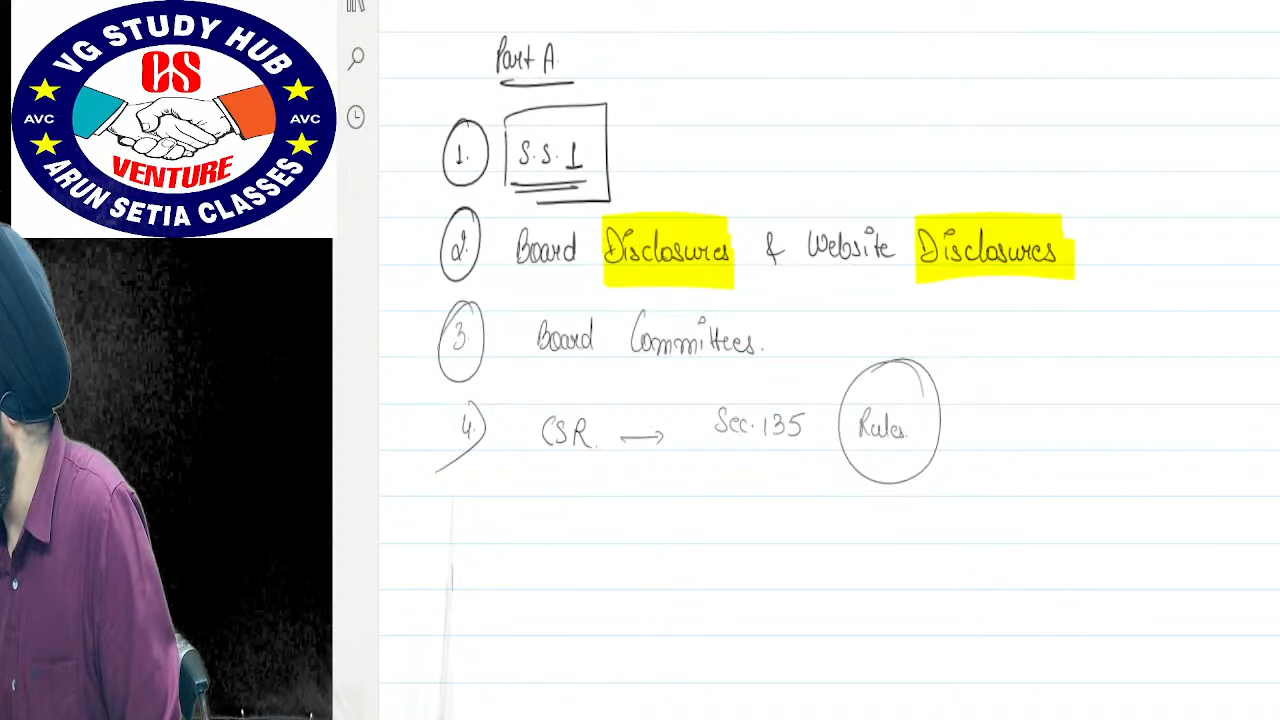 VG STUDY HUB
CS
AVC
AVC
VENTURE
ARUN SETIA CLASSES
Part A.
1. S.S. 1
2. Board Disclosures & Website Disclosures
3. Board Committees.
4. CSR. → Sec. 135 Rules.